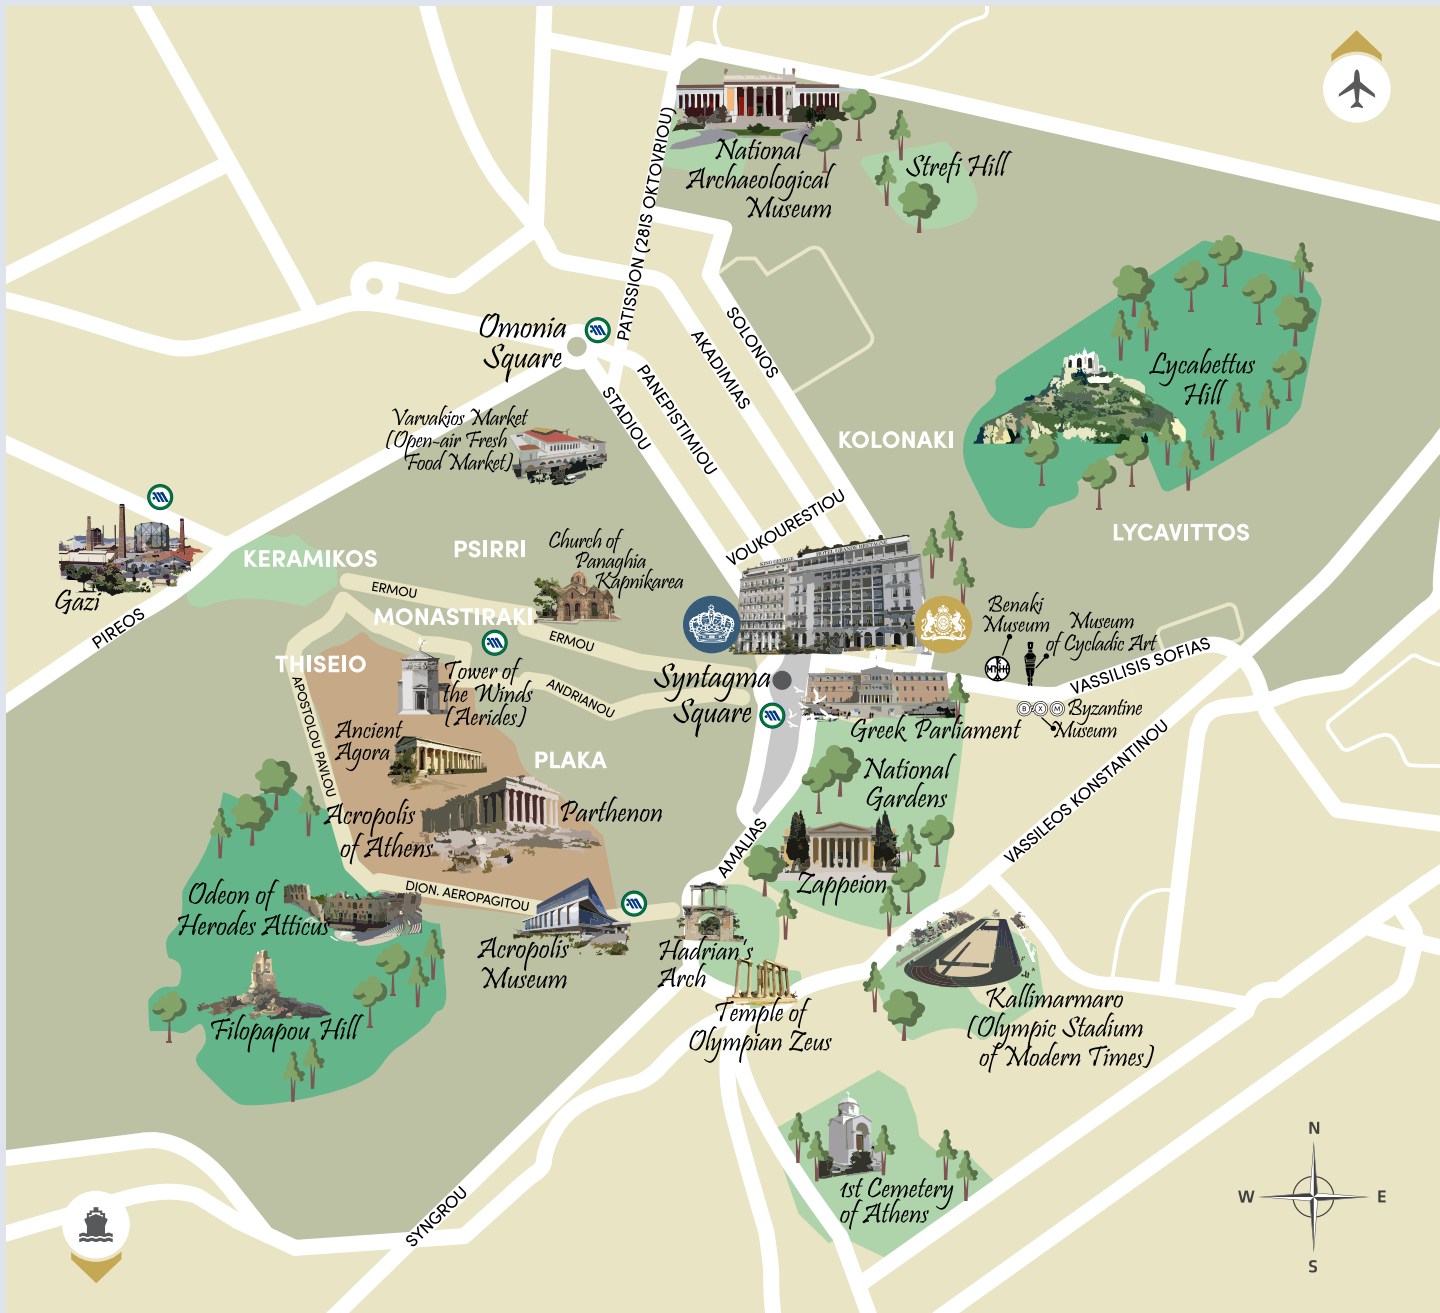 National
Archaeological
Museum
Strefi Hill
PATISSION (28IS OKTOVRIOU)
Omonia
Square
SOLONOS
AKADIMIAS
PANEPISTIMIOU
STADIOU
Lycabettus
Hill
Varvakios Market
(Open-air Fresh
Food Market)
KOLONAKI
LYCAVITTOS
VOUKOURESTIOU
HOTEL GRANDE BRETAGNE
KING GEORGE
Gazi
PIREOS
KERAMIKOS
PSIRRI
Church of
Panaghia
Kapnikarea
ERMOU
MONASTIRAKI
ERMOU
THISEIO
Tower of
the Winds
(Aerides)
ANDRIANOU
Syntagma
Square
Benaki
Museum
Museum
of Cycladic Art
VASSILISIS SOFIAS
B X M Byzantine
Museum
Greek Parliament
APOSTOLOU PAVLOU
Ancient
Agora
PLAKA
National
Gardens
VASSILEOS KONSTANTINOU
Acropolis
of Athens
Parthenon
AMALIAS
Zappeion
Odeon of
Herodes Atticus
DION. AEROPAGITOU
Acropolis
Museum
Hadrian's
Arch
Filopapou Hill
Temple of
Olympian Zeus
Kallimarmaro
(Olympic Stadium
of Modern Times)
SYNGROU
1st Cemetery
of Athens
N
W E
S